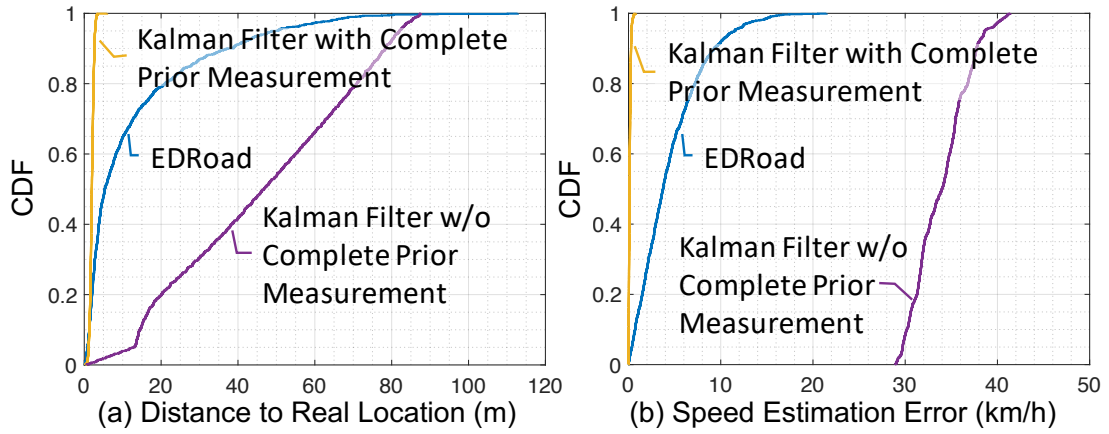 1
0.8
0.6
0.4
0.2
0
CDF
Kalman Filter with Complete
Prior Measurement
EDRoad
Kalman Filter w/o
Complete Prior
Measurement
0 20 40 60 80 100 120
(a) Distance to Real Location (m)
1
0.8
0.6
0.4
0.2
0
CDF
Kalman Filter with Complete
Prior Measurement
EDRoad
Kalman Filter w/o
Complete Prior
Measurement
0 10 20 30 40 50
(b) Speed Estimation Error (km/h)